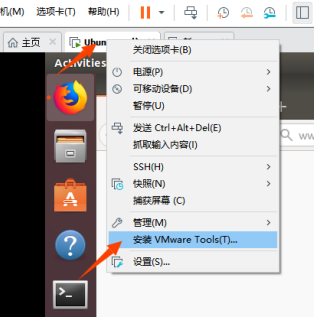 机(M) 选项卡(T) 帮助(H)
主页 Ubun
Activities
关闭选项卡(B)
电源(P)
可移动设备(D)
暂停(U)
发送 Ctrl+Alt+Del(E)
抓取输入内容(I)
SSH(H)
快照(N)
捕获屏幕 (C)
管理(M)
安装 VMware Tools(T)...
设置(S)...
ww